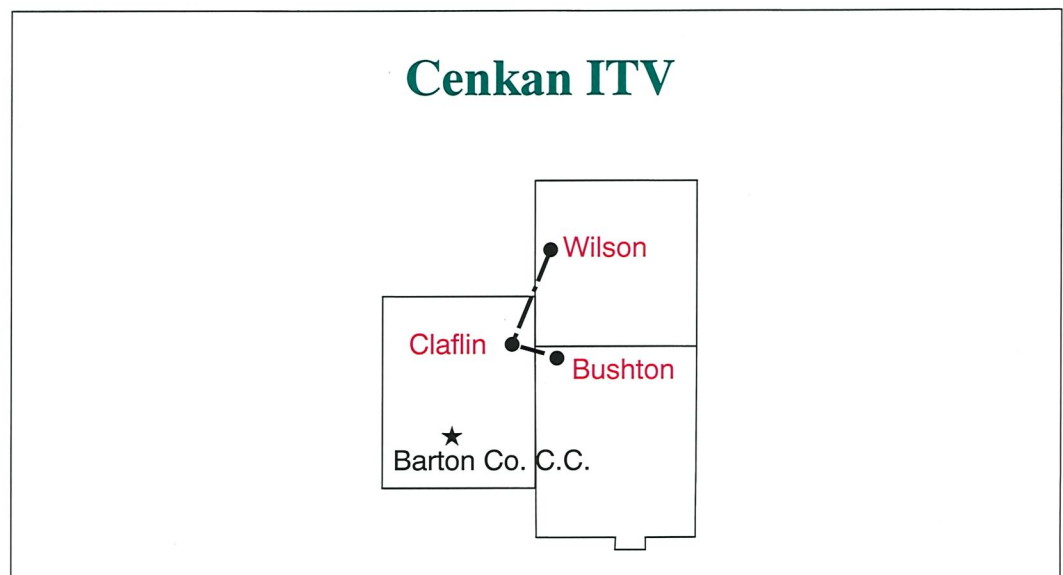 Cenkan ITV
Wilson
Claflin
Bushton
Barton Co. C.C.